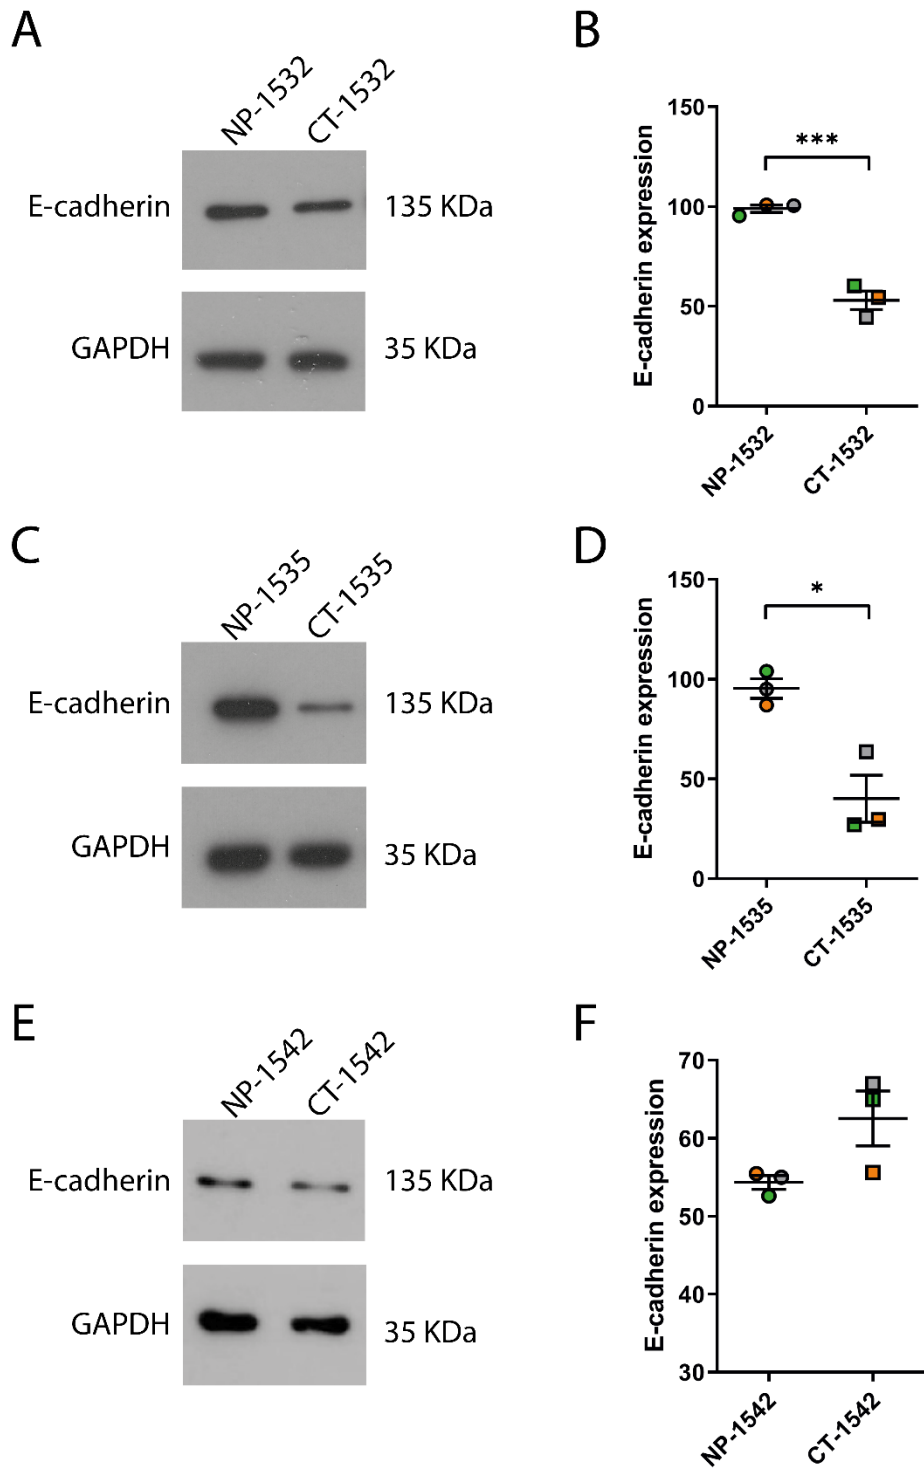 A
NP-1532
CT-1532
E-cadherin
135 KDa
GAPDH
35 KDa
B
E-cadherin expression
150
100
50
0
***
NP-1532
CT-1532
C
NP-1535
CT-1535
E-cadherin
135 KDa
GAPDH
35 KDa
D
E-cadherin expression
150
100
50
0
*
NP-1535
CT-1535
E
NP-1542
CT-1542
E-cadherin
135 KDa
GAPDH
35 KDa
F
E-cadherin expression
70
60
50
40
30
NP-1542
CT-1542